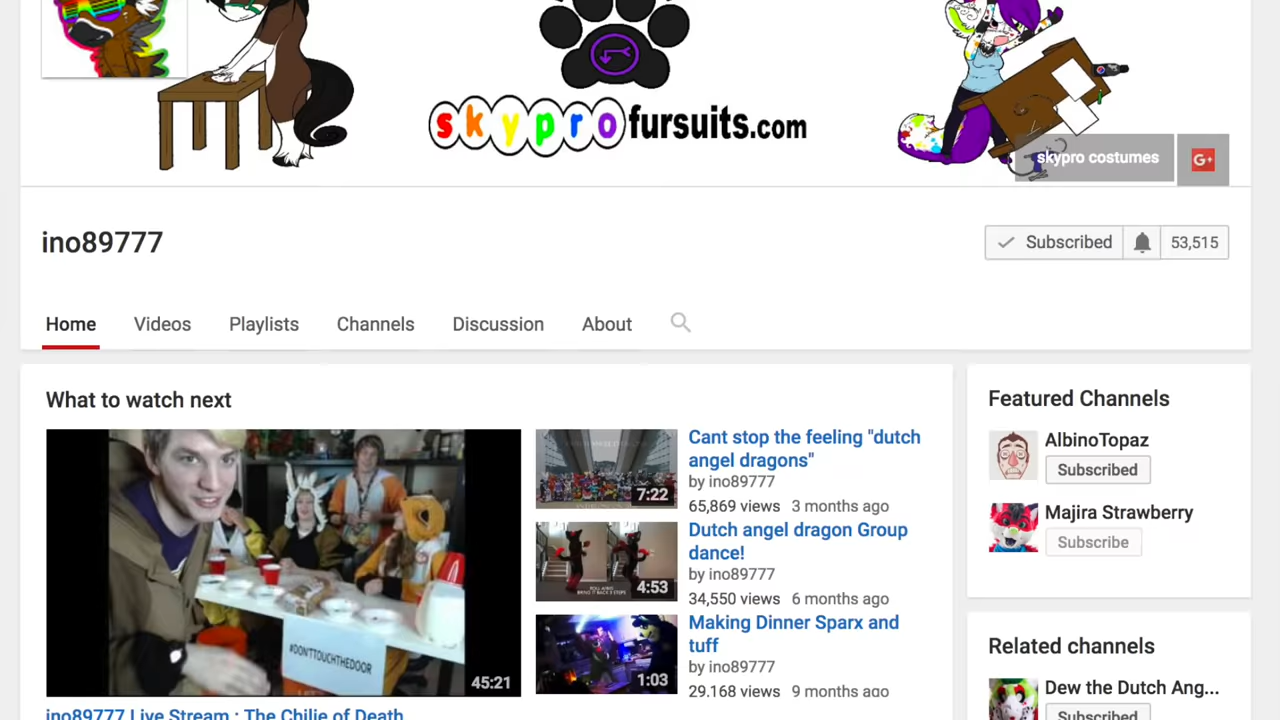 skyprofursuits.com
skypro costumes
G+
ino89777
Subscribed
53,515
Home
Videos
Playlists
Channels
Discussion
About
What to watch next
#DONTTOUCHTHEDOOR
45:21
ino89777 Live Stream : The Chilie of Death
7:22
Cant stop the feeling "dutch
angel dragons"
by ino89777
65,869 views 3 months ago
4:53
Dutch angel dragon Group
dance!
by ino89777
34,550 views 6 months ago
1:03
Making Dinner Sparx and
tuff
by ino89777
29,168 views 9 months ago
Featured Channels
AlbinoTopaz
Subscribed
Majira Strawberry
Subscribe
Related channels
Dew the Dutch Ang...
Subscribed